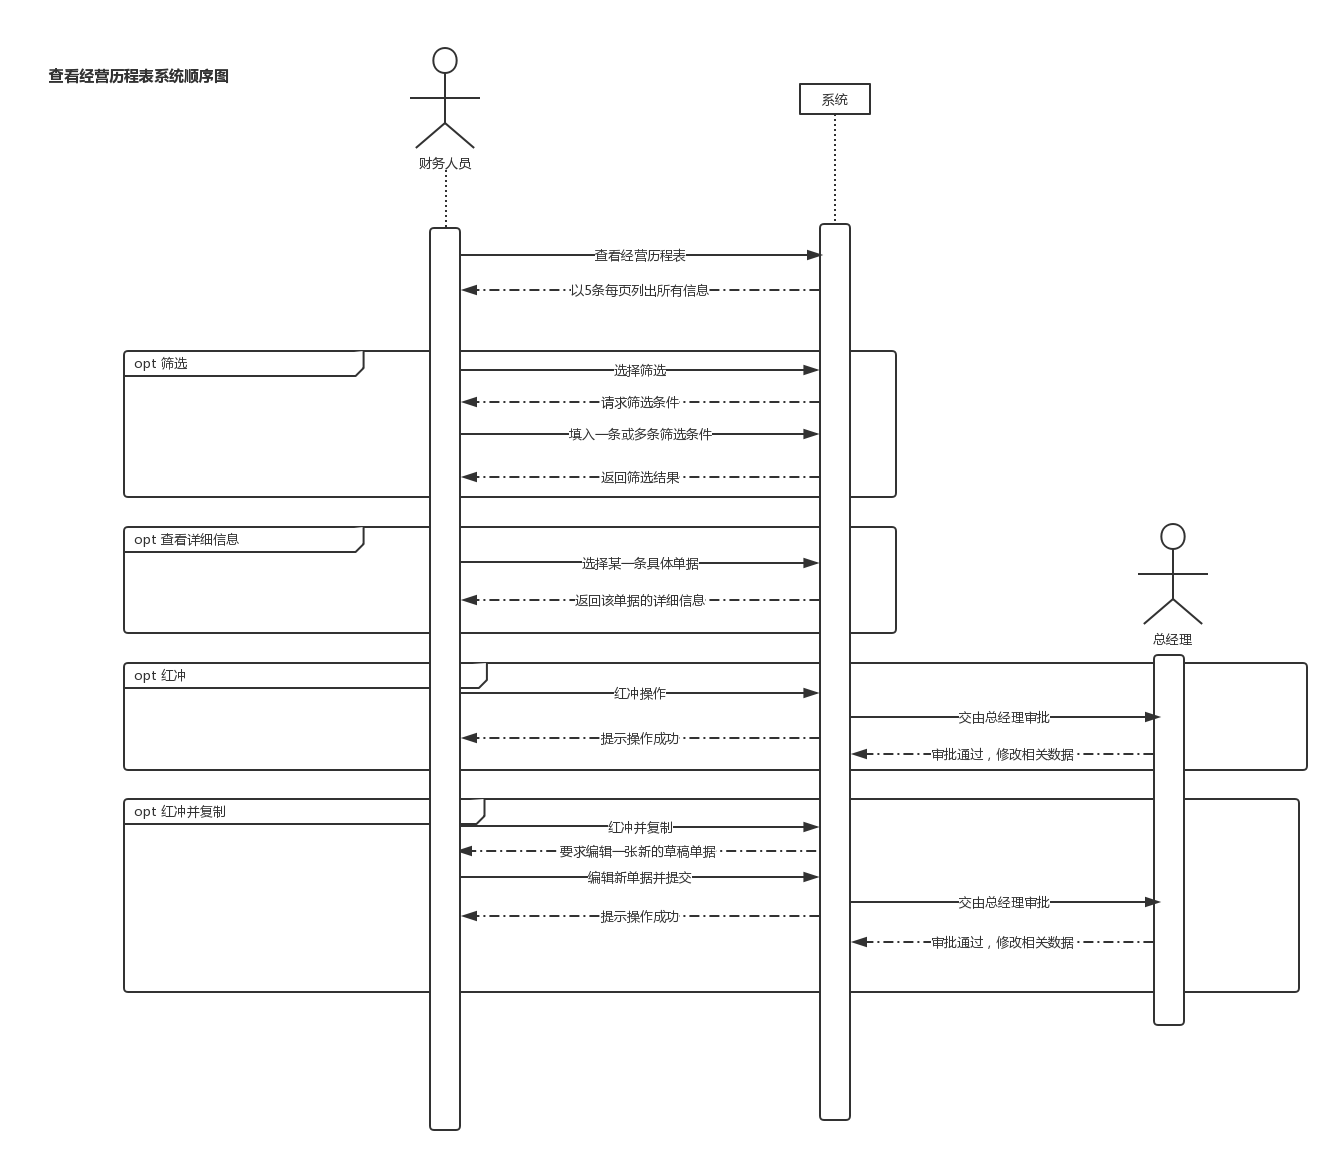 查看经营历程表系统顺序图
系统
财务人员
查看经营历程表
以5条每页列出所有信息
opt 筛选
选择筛选
请求筛选条件
填入一条或多条筛选条件
返回筛选结果
opt 查看详细信息
选择某一条具体单据
返回该单据的详细信息
总经理
opt 红冲
红冲操作
交由总经理审批
提示操作成功
审批通过，修改相关数据
opt 红冲并复制
红冲并复制
要求编辑一张新的草稿单据
编辑新单据并提交
交由总经理审批
提示操作成功
审批通过，修改相关数据